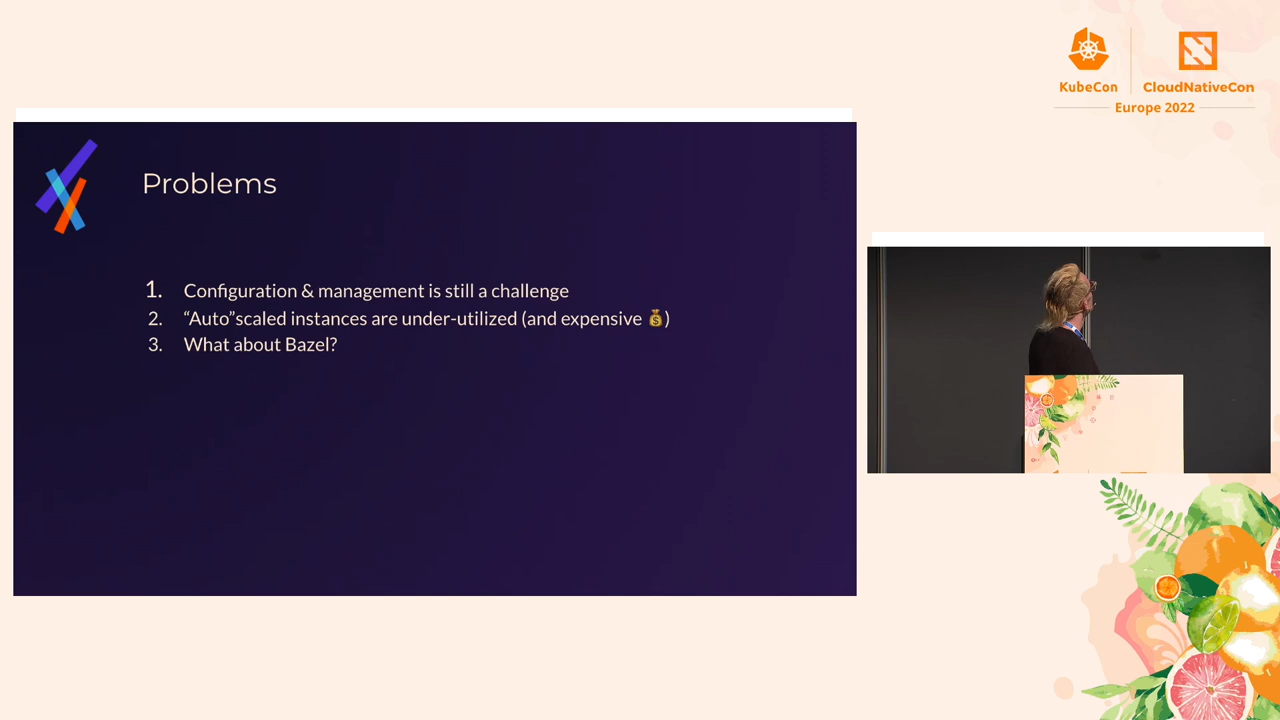 KubeCon
CloudNativeCon
Europe 2022
Problems
1. Configuration & management is still a challenge
2. “Auto”scaled instances are under-utilized (and expensive 💰)
3. What about Bazel?